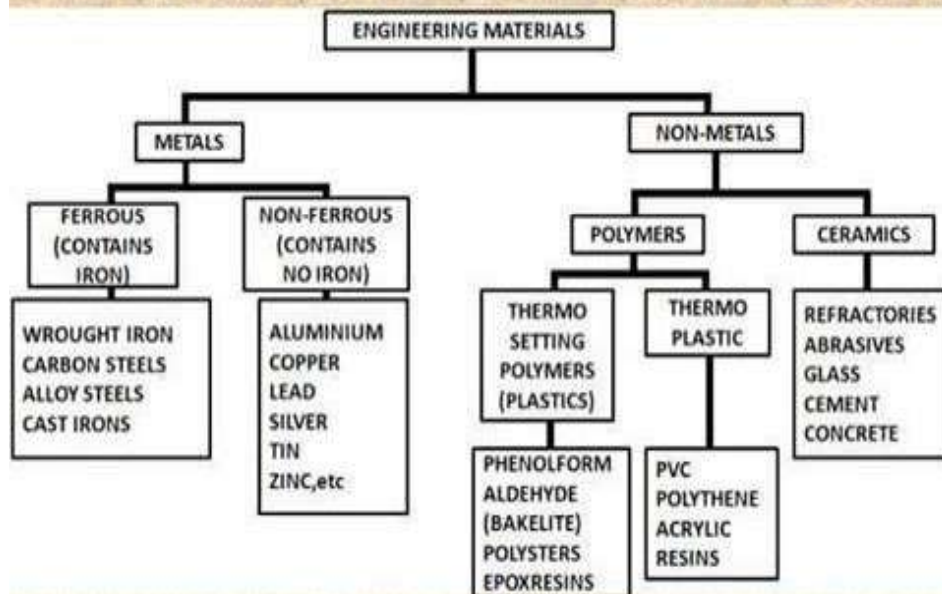 ENGINEERING MATERIALS
METALS
NON-METALS
FERROUS
(CONTAINS
IRON)
NON-FERROUS
(CONTAINS
NO IRON)
POLYMERS
CERAMICS
WROUGHT IRON
CARBON STEELS
ALLOY STEELS
CAST IRONS
ALUMINIUM
COPPER
LEAD
SILVER
TIN
ZINC,etc
THERMO
SETTING
POLYMERS
(PLASTICS)
THERMO
PLASTIC
REFRACTORIES
ABRASIVES
GLASS
CEMENT
CONCRETE
PHENOLFORM
ALDEHYDE
(BAKELITE)
POLYSTERS
EPOXRESINS
PVC
POLYTHENE
ACRYLIC
RESINS